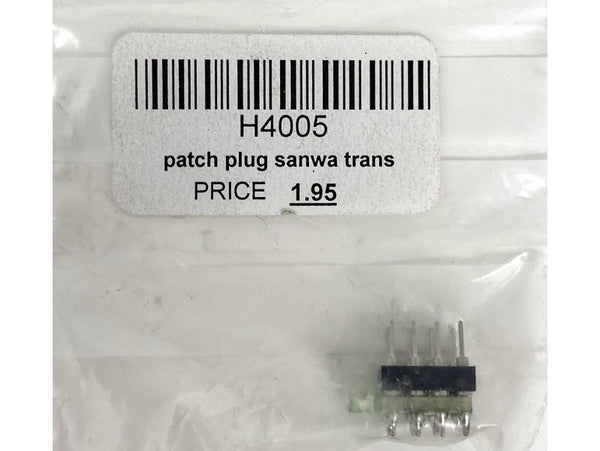 H4005
patch plug sanwa trans
PRICE 1.95